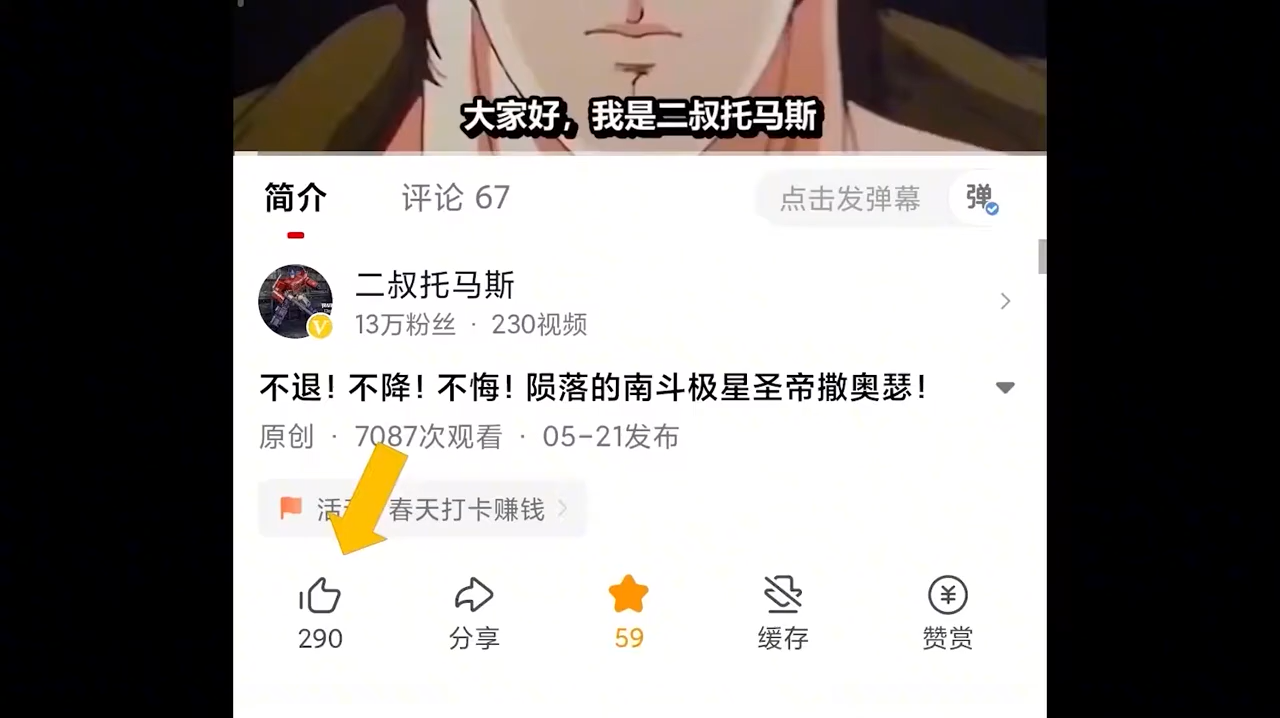 大家好，我是二叔托马斯
简介 评论 67 点击发弹幕 弹
二叔托马斯
13万粉丝 · 230视频
不退！不降！不悔！陨落的南斗极星圣帝撒奥瑟！
原创 · 7087次观看 · 05-21发布
活 春天打卡赚钱
290 分享 59 缓存 赞赏